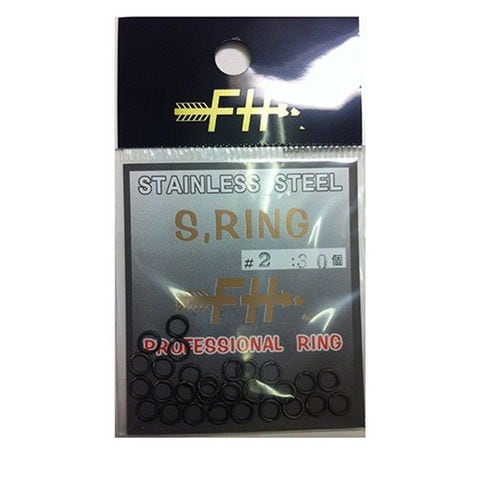 FH
STAINLESS STEEL
S,RING
#2 :30個
FH
PROFESSIONAL RING